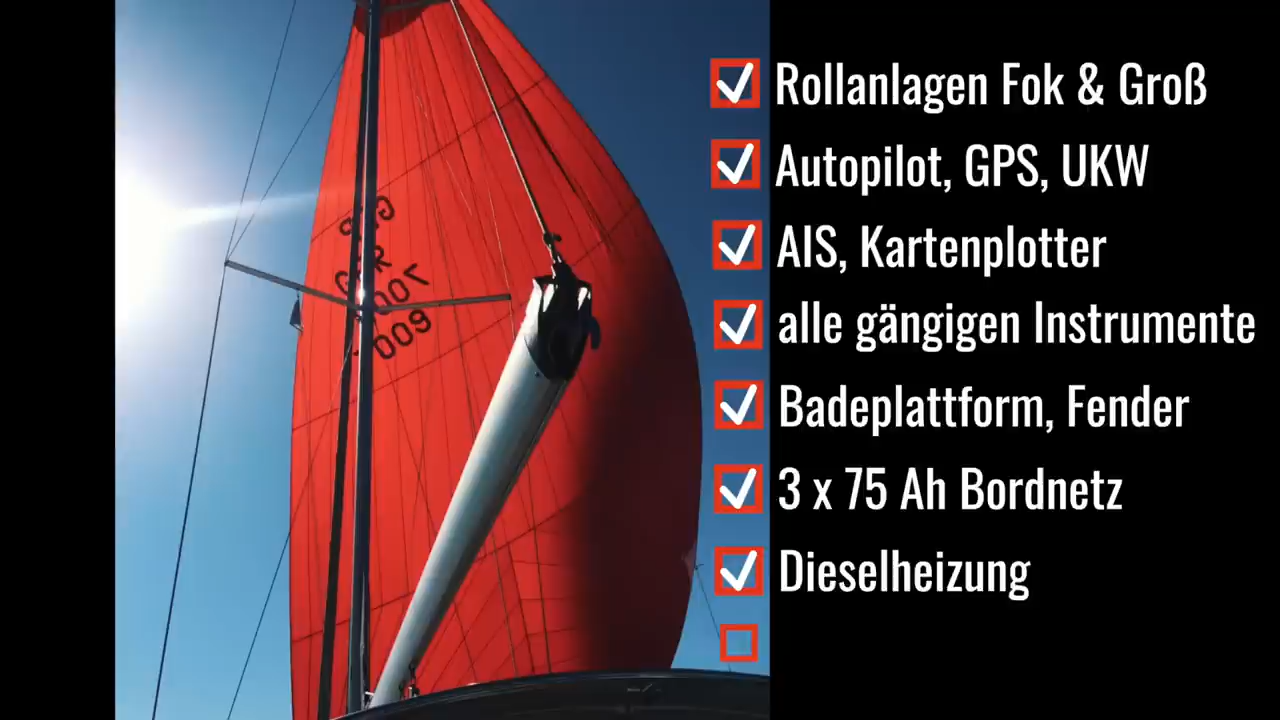 Rollanlagen Fok & Groß
Autopilot, GPS, UKW
AIS, Kartenplotter
alle gängigen Instrumente
Badeplattform, Fender
3 x 75 Ah Bordnetz
Dieselheizung